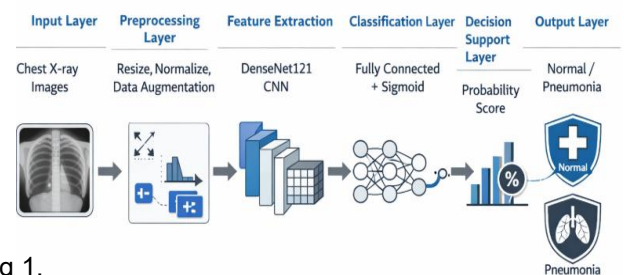 Input Layer
Chest X-ray
Images
Preprocessing
Layer
Resize, Normalize,
Data Augmentation
Feature Extraction
DenseNet121
CNN
Classification Layer
Fully Connected
+ Sigmoid
Decision
Support
Layer
Probability
Score
%
Output Layer
Normal /
Pneumonia
Normal
Pneumonia
g 1.